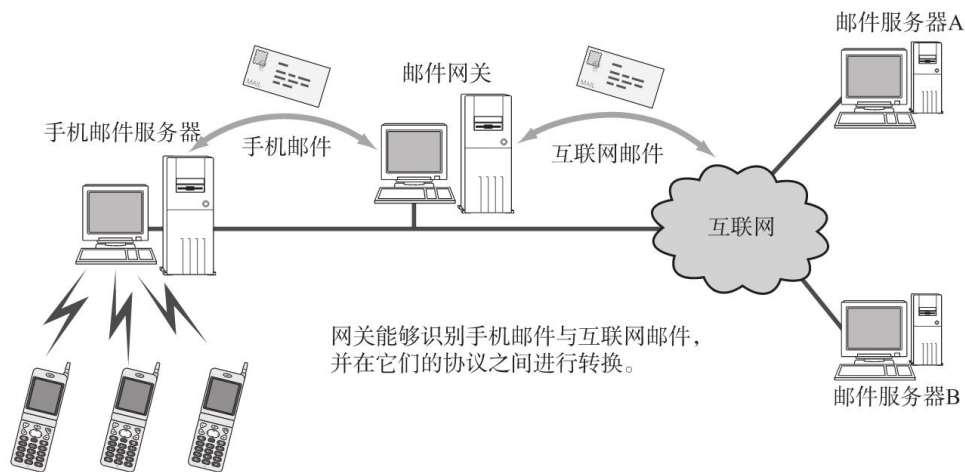 邮件服务器A
邮件网关
手机邮件服务器
手机邮件
互联网邮件
MAIL
MAIL
互联网
网关能够识别手机邮件与互联网邮件，
并在它们的协议之间进行转换。
邮件服务器B